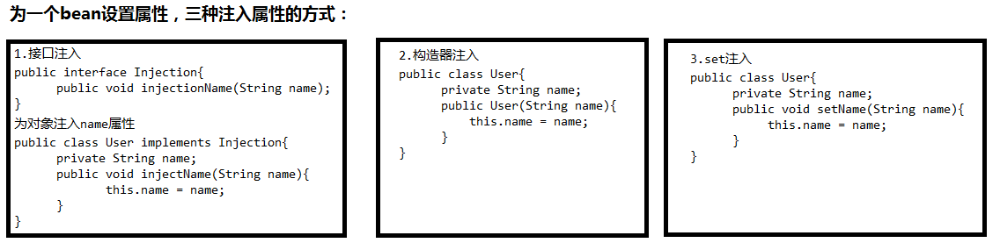 为一个bean设置属性，三种注入属性的方式：
1.接口注入
public interface Injection{
public void injectionName(String name);
}
为对象注入name属性
public class User implements Injection{
private String name;
public void injectName(String name){
this.name = name;
}
}
2.构造器注入
public class User{
private String name;
public User(String name){
this.name = name;
}
}
3.set注入
public class User{
private String name;
public void setName(String name){
this.name = name;
}
}